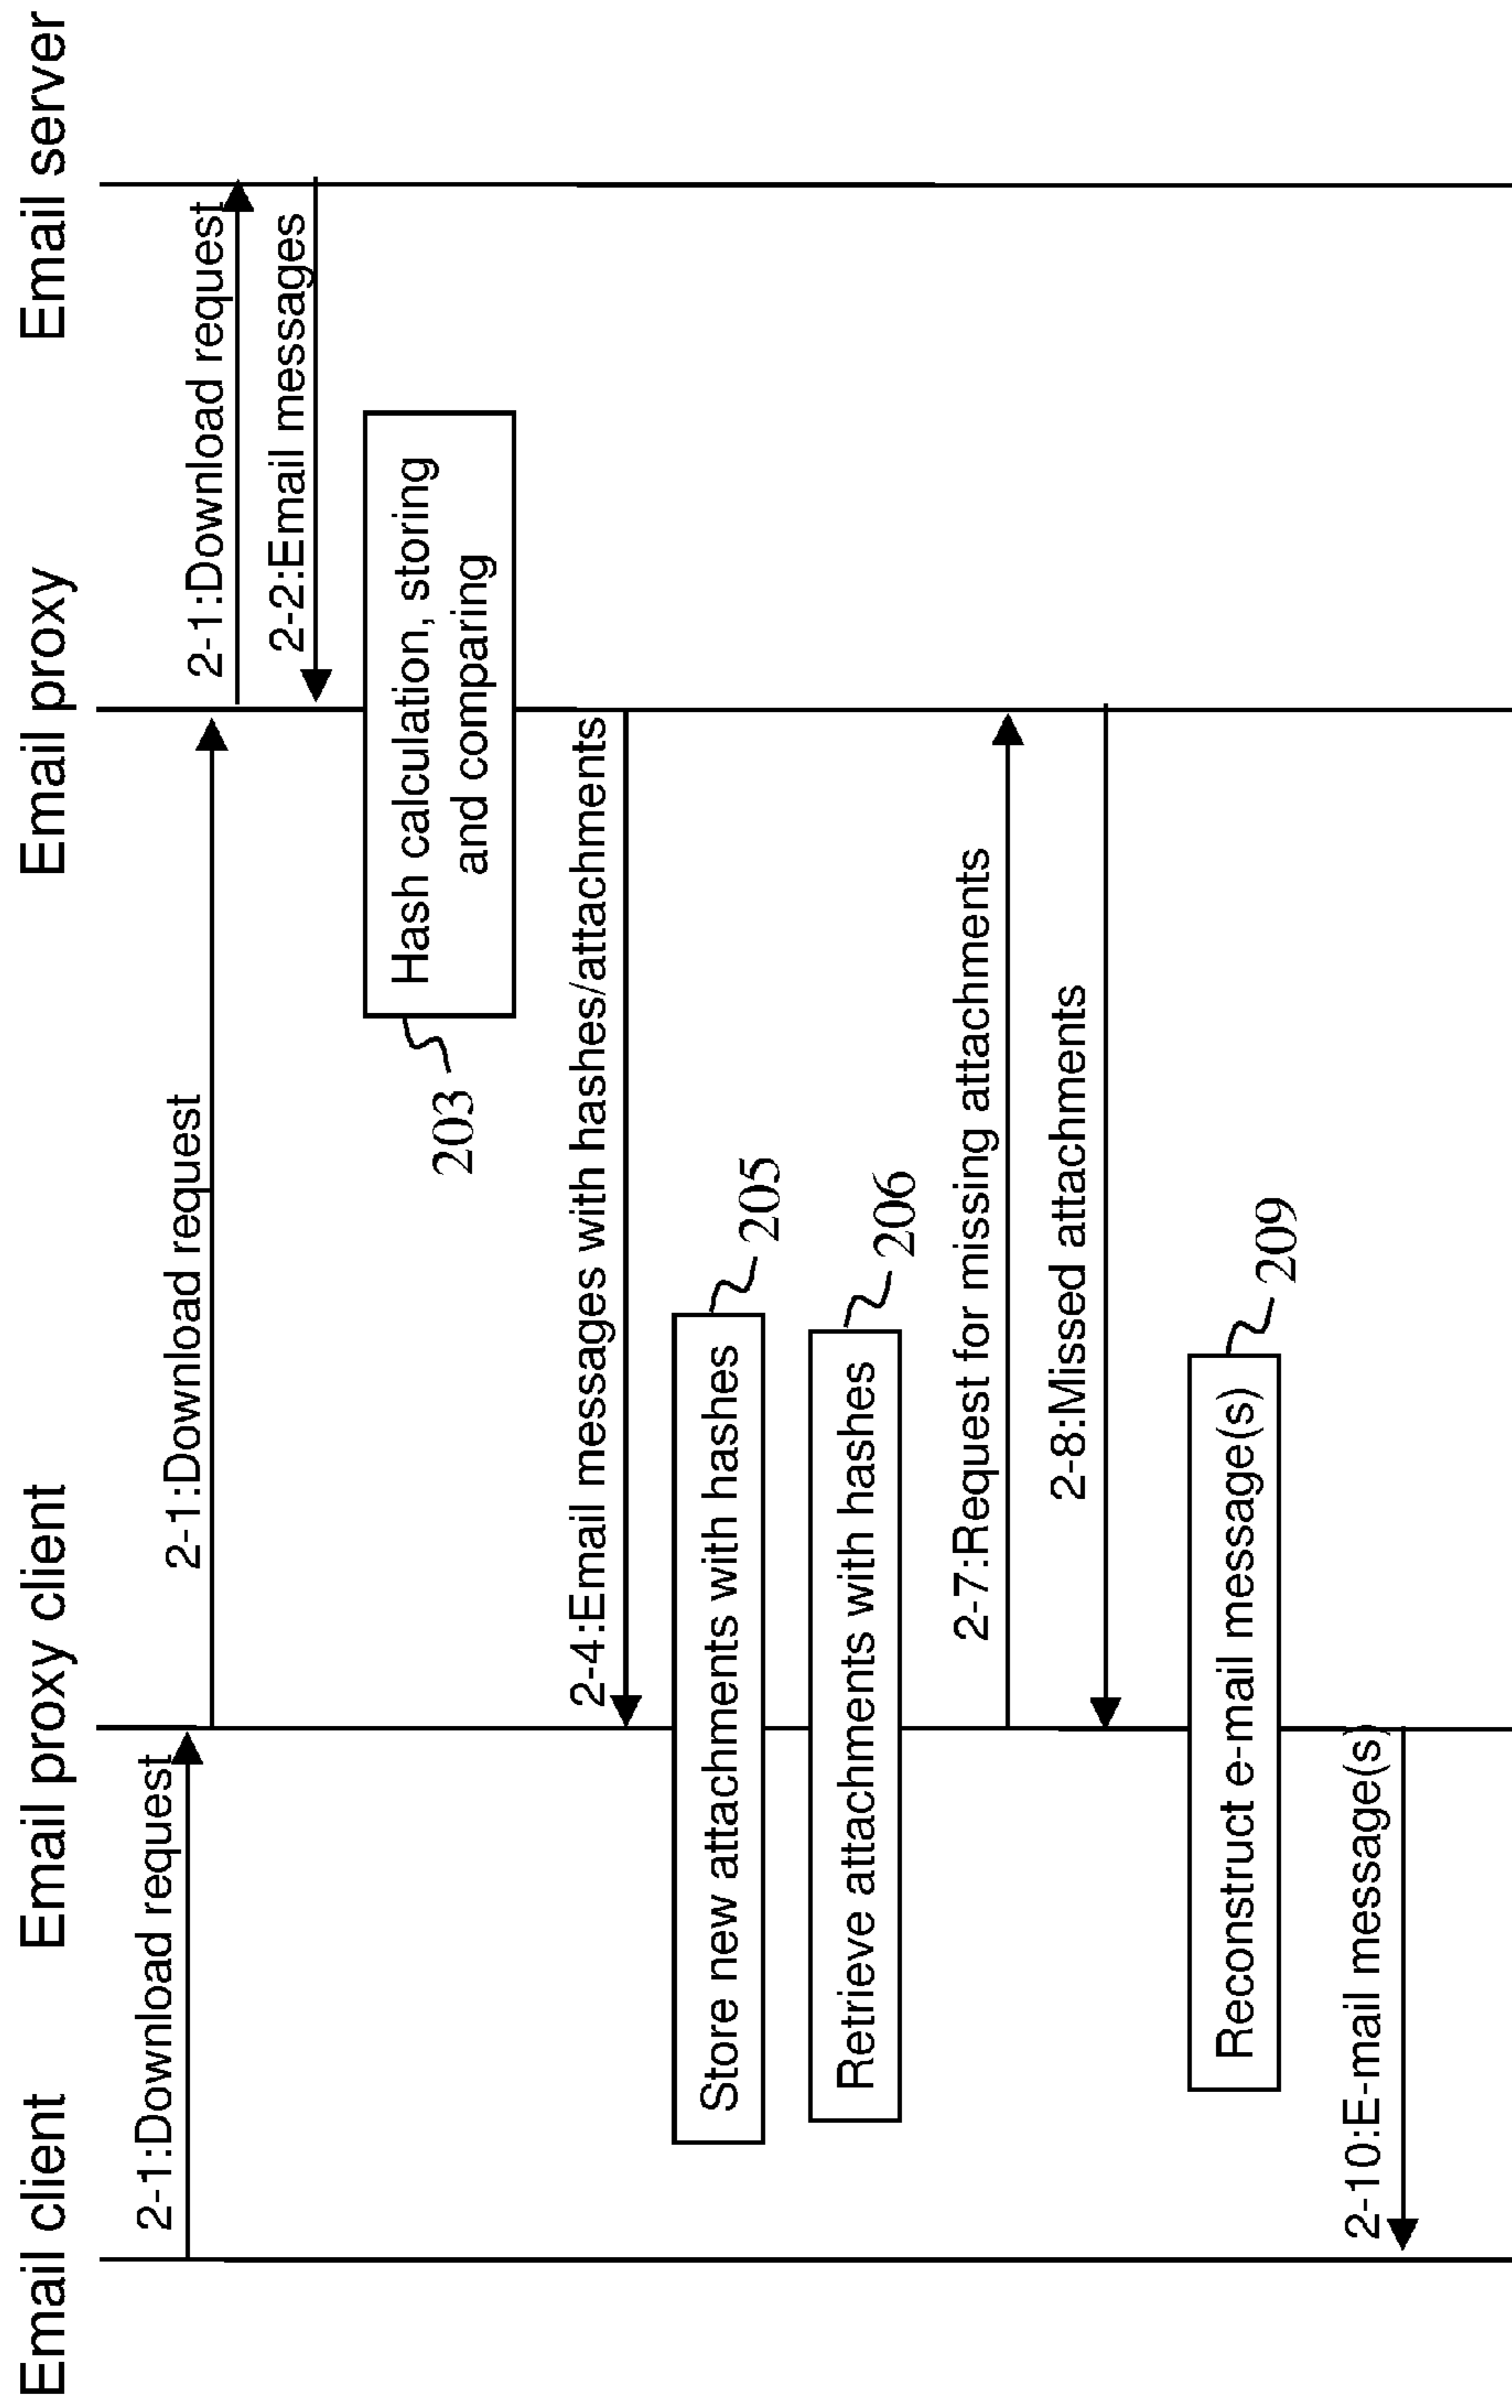 Email client
Email proxy client
Email proxy
Email server
2-1:Download request
2-1:Download request
2-1:Download request
2-2:Email messages
Hash calculation, storing
and comparing
203
2-4:Email messages with hashes/attachments
Store new attachments with hashes
205
Retrieve attachments with hashes
206
2-7:Request for missing attachments
2-8:Missed attachments
Reconstruct e-mail message(s)
209
2-10:E-mail message(s)